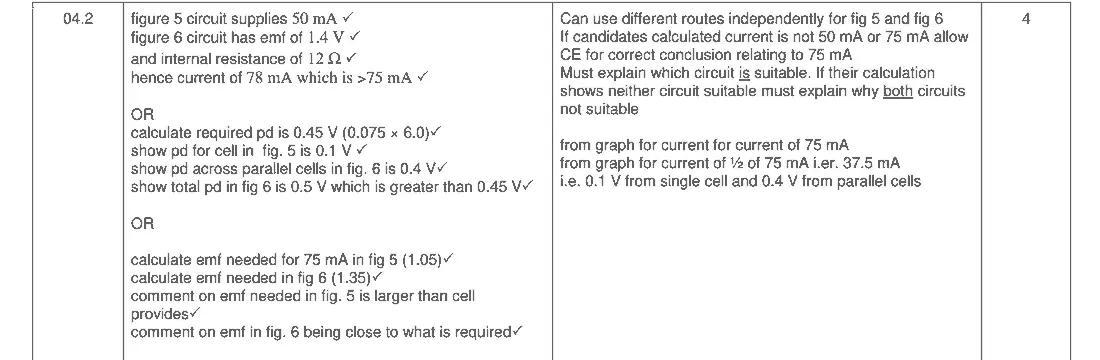 04.2
figure 5 circuit supplies 50 mA ✓
figure 6 circuit has emf of 1.4 V ✓
and internal resistance of 12 Ω ✓
hence current of 78 mA which is >75 mA ✓
OR
calculate required pd is 0.45 V (0.075 × 6.0)✓
show pd for cell in fig. 5 is 0.1 V ✓
show pd across parallel cells in fig. 6 is 0.4 V✓
show total pd in fig 6 is 0.5 V which is greater than 0.45 V✓
OR
calculate emf needed for 75 mA in fig 5 (1.05)✓
calculate emf needed in fig 6 (1.35)✓
comment on emf needed in fig. 5 is larger than cell
provides✓
comment on emf in fig. 6 being close to what is required✓
Can use different routes independently for fig 5 and fig 6
If candidates calculated current is not 50 mA or 75 mA allow
CE for correct conclusion relating to 75 mA
Must explain which circuit is suitable. If their calculation
shows neither circuit suitable must explain why both circuits
not suitable
from graph for current for current of 75 mA
from graph for current of ½ of 75 mA i.er. 37.5 mA
i.e. 0.1 V from single cell and 0.4 V from parallel cells
4